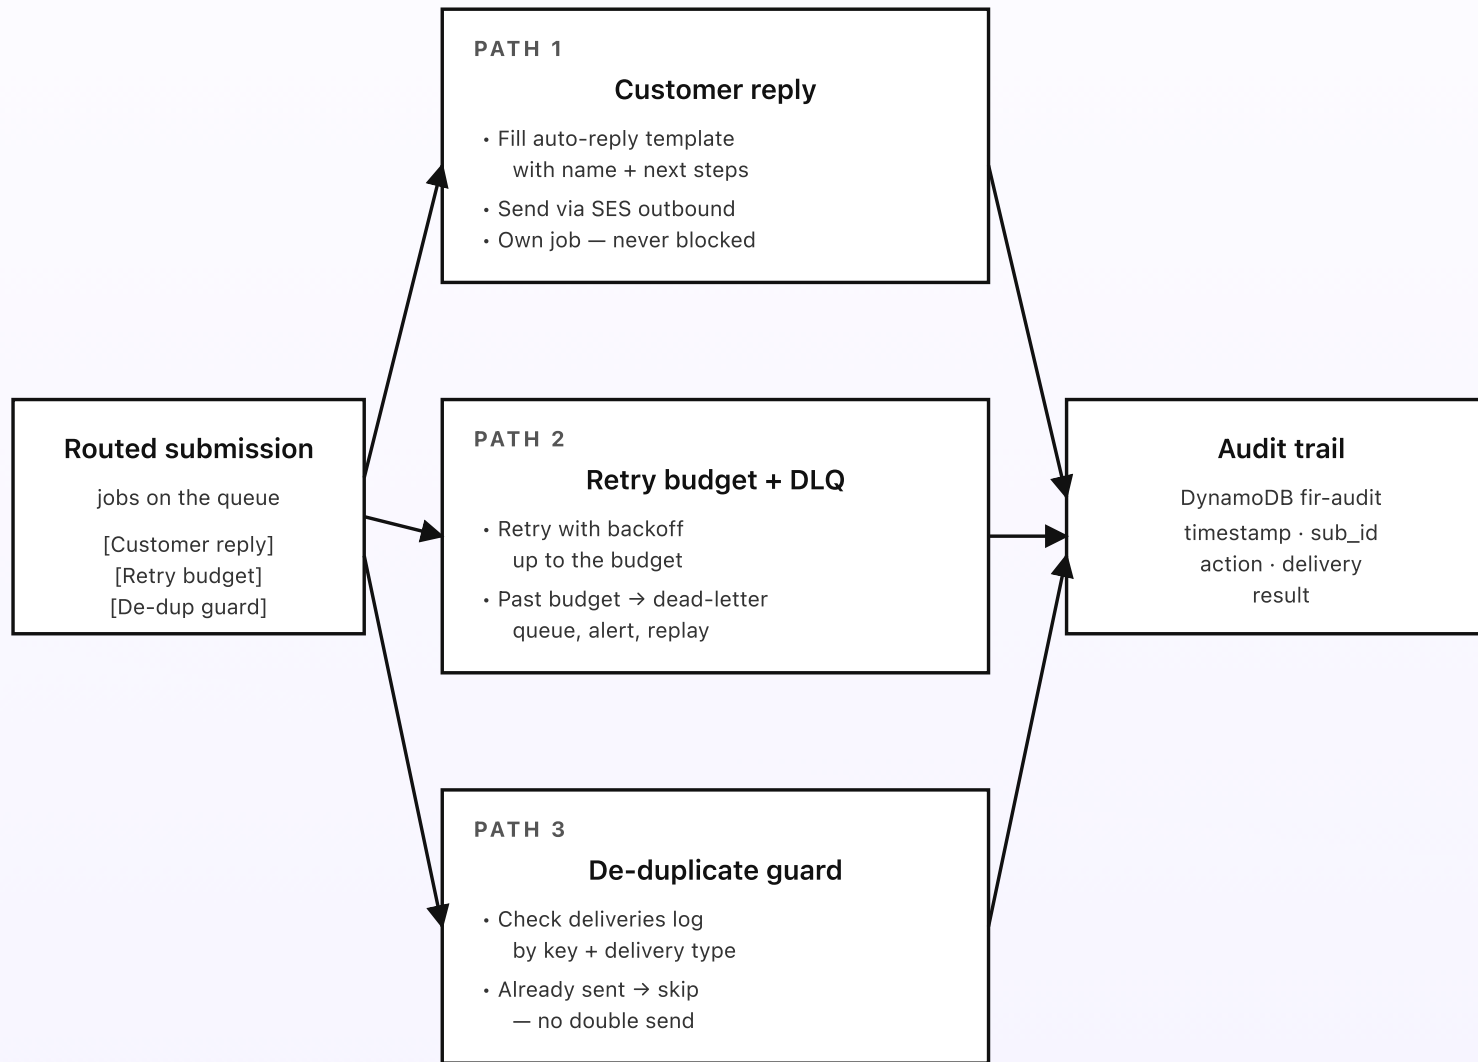 Routed submission
jobs on the queue
[Customer reply]
[Retry budget]
[De-dup guard]
PATH 1
Customer reply
• Fill auto-reply template
with name + next steps
• Send via SES outbound
• Own job — never blocked
PATH 2
Retry budget + DLQ
• Retry with backoff
up to the budget
• Past budget → dead-letter
queue, alert, replay
PATH 3
De-duplicate guard
• Check deliveries log
by key + delivery type
• Already sent → skip
— no double send
Audit trail
DynamoDB fir-audit
timestamp · sub_id
action · delivery
result